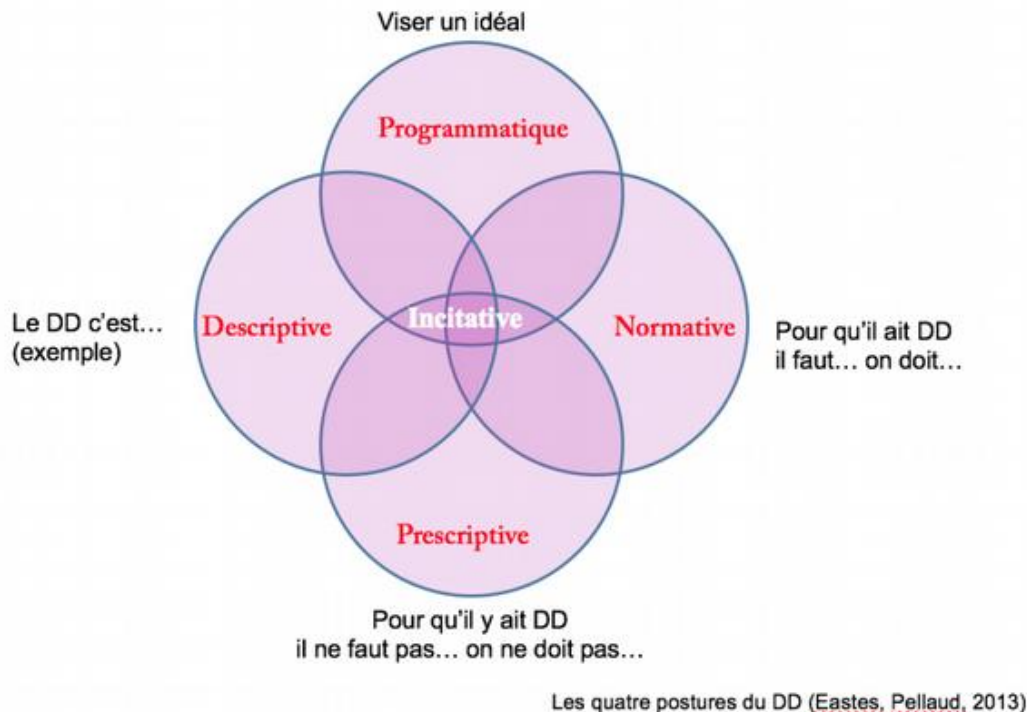 Viser un idéal
Programmatique
Le DD c'est…
(exemple)
Descriptive
Incitative
Normative
Pour qu'il ait DD
il faut… on doit…
Prescriptive
Pour qu'il y ait DD
il ne faut pas… on ne doit pas…
Les quatre postures du DD (Eastes, Pellaud, 2013)